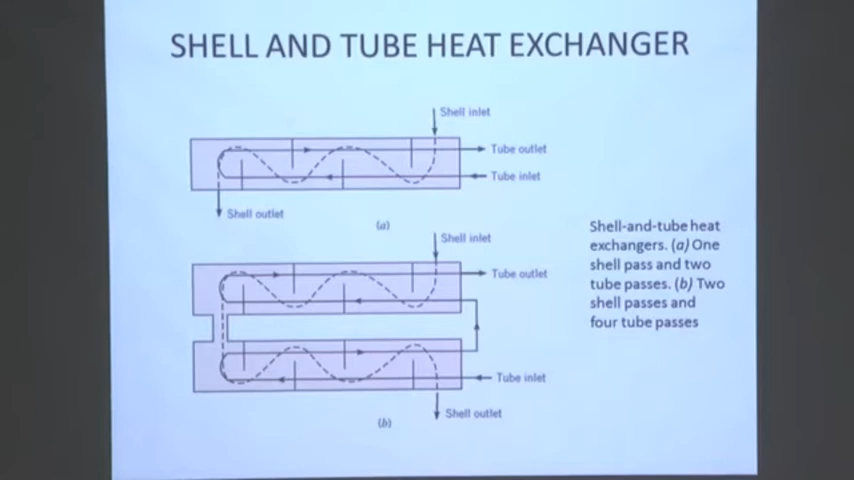 SHELL AND TUBE HEAT EXCHANGER
Shell inlet
Tube outlet
Tube inlet
Shell outlet
(a)
Shell inlet
Tube outlet
Tube inlet
Shell outlet
(b)
Shell-and-tube heat
exchangers. (a) One
shell pass and two
tube passes. (b) Two
shell passes and
four tube passes